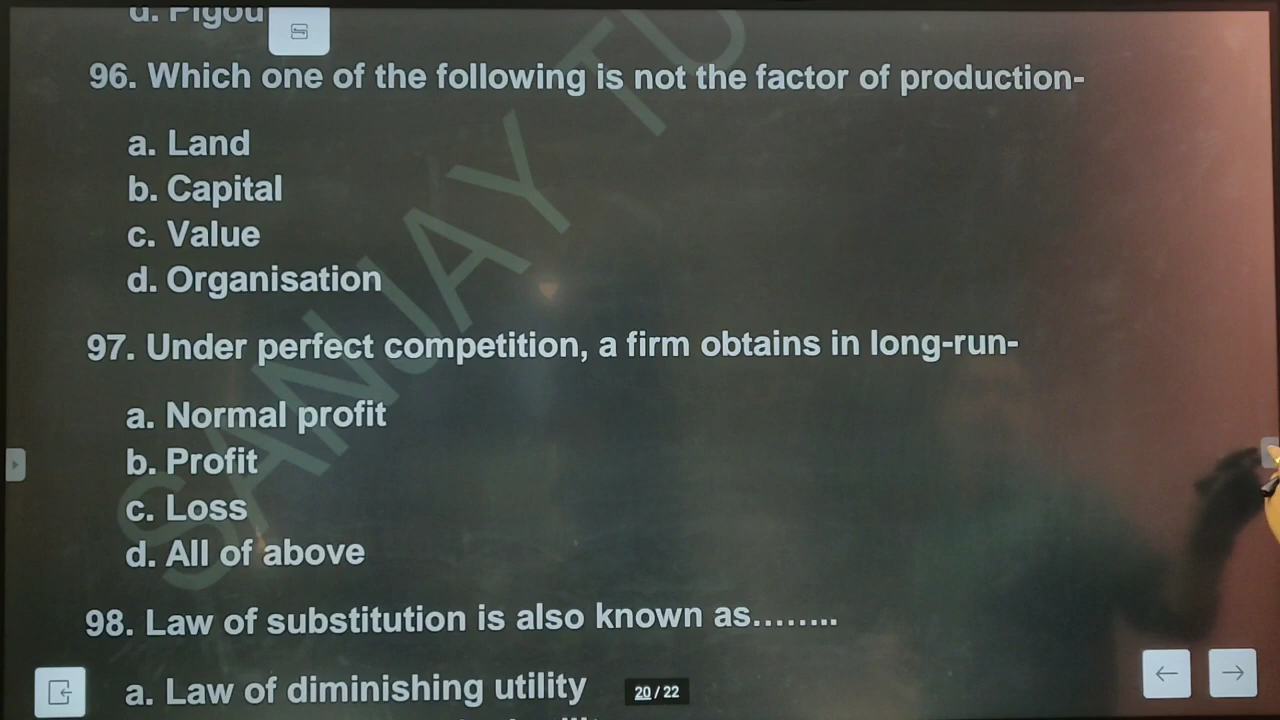 d. Pigou
96. Which one of the following is not the factor of production-
a. Land
b. Capital
c. Value
d. Organisation
97. Under perfect competition, a firm obtains in long-run-
a. Normal profit
b. Profit
c. Loss
d. All of above
98. Law of substitution is also known as........
a. Law of diminishing utility
20 / 22
SANJAY TU